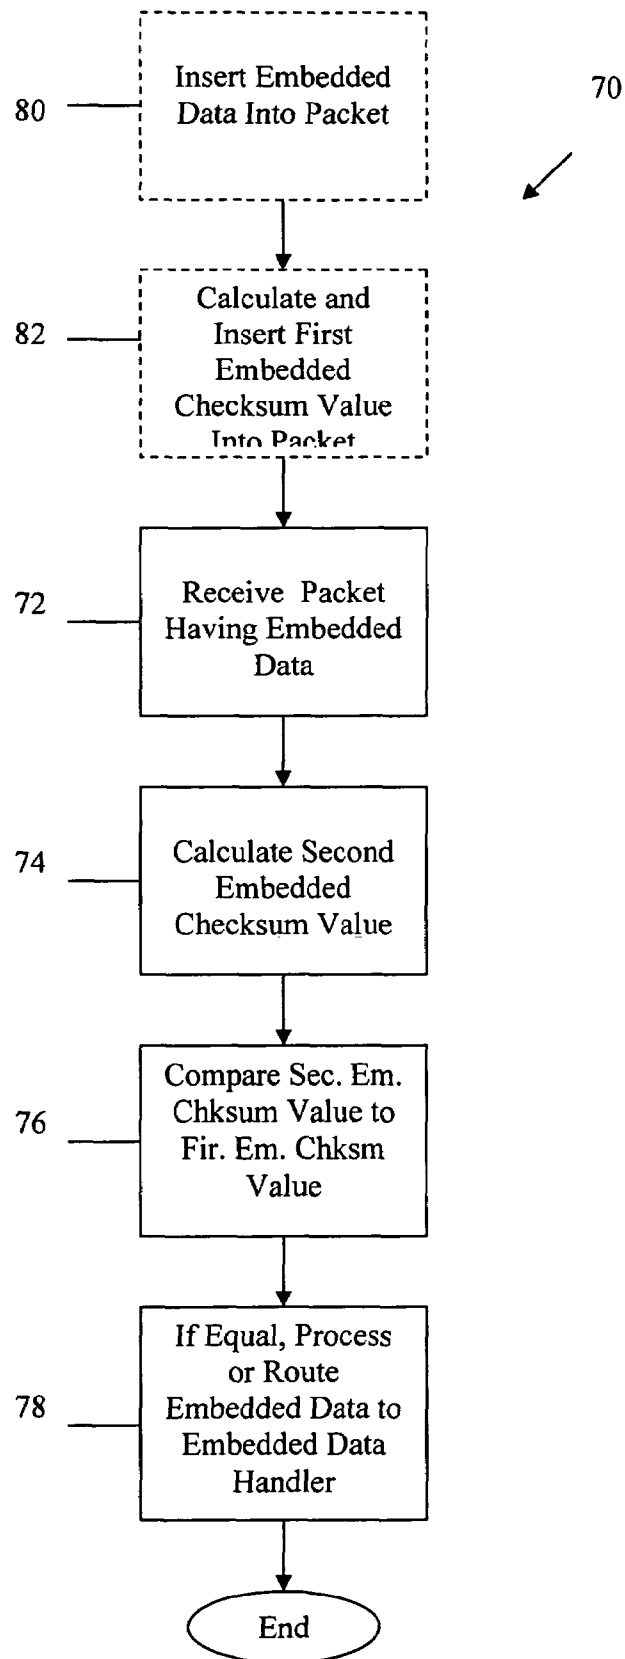 Insert Embedded
Data Into Packet
80
70
Calculate and
Insert First
Embedded
Checksum Value
Into Packet
82
Receive Packet
Having Embedded
Data
72
Calculate Second
Embedded
Checksum Value
74
Compare Sec. Em.
Chksum Value to
Fir. Em. Chksm
Value
76
If Equal, Process
or Route
Embedded Data to
Embedded Data
Handler
78
End